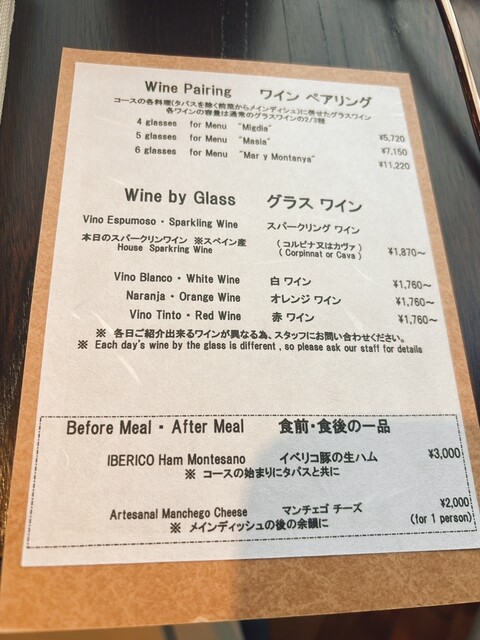 Wine Pairing ワイン ペアリング
コースの各料理(タパスを除く前菜からメインディシュ)に併せたグラスワイン
各ワインの容量は通常のグラスワインの2/3種
4 glasses for Menu "Migdia" ¥5,720
5 glasses for Menu "Masia" ¥7,150
6 glasses for Menu "Mar y Montanya" ¥11,220
Wine by Glass グラス ワイン
Vino Espumoso・Sparkling Wine スパークリング ワイン
本日のスパークリンワイン ※スペイン産 (コルピナ又はカヴァ)
House Sparkring Wine (Corpinnat or Cava) ¥1,870～
Vino Blanco・White Wine 白 ワイン ¥1,760～
Naranja・Orange Wine オレンジ ワイン ¥1,760～
Vino Tinto・Red Wine 赤 ワイン ¥1,760～
※ 各日ご紹介出来るワインが異なる為、スタッフにお問い合わせください。
※ Each day's wine by the glass is different , so please ask our staff for details
Before Meal・After Meal 食前・食後の一品
IBERICO Ham Montesano イベリコ豚の生ハム ¥3,000
※ コースの始まりにタパスと共に
Artesanal Manchego Cheese マンチェゴ チーズ ¥2,000
※ メインディッシュの後の余韻に (for 1 person)